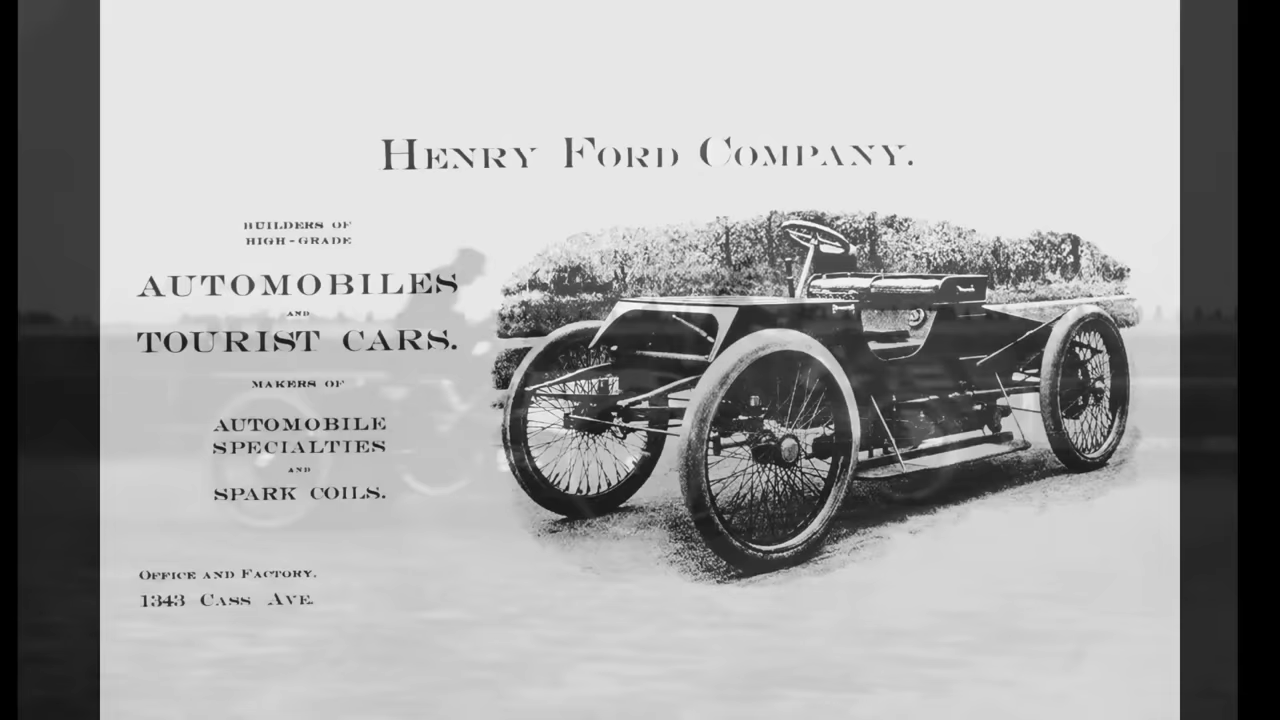 HENRY FORD COMPANY.
BUILDERS OF
HIGH-GRADE
AUTOMOBILES
AND
TOURIST CARS.
MAKERS OF
AUTOMOBILE
SPECIALTIES
AND
SPARK COILS.
OFFICE AND FACTORY,
1343 CASS AVE.